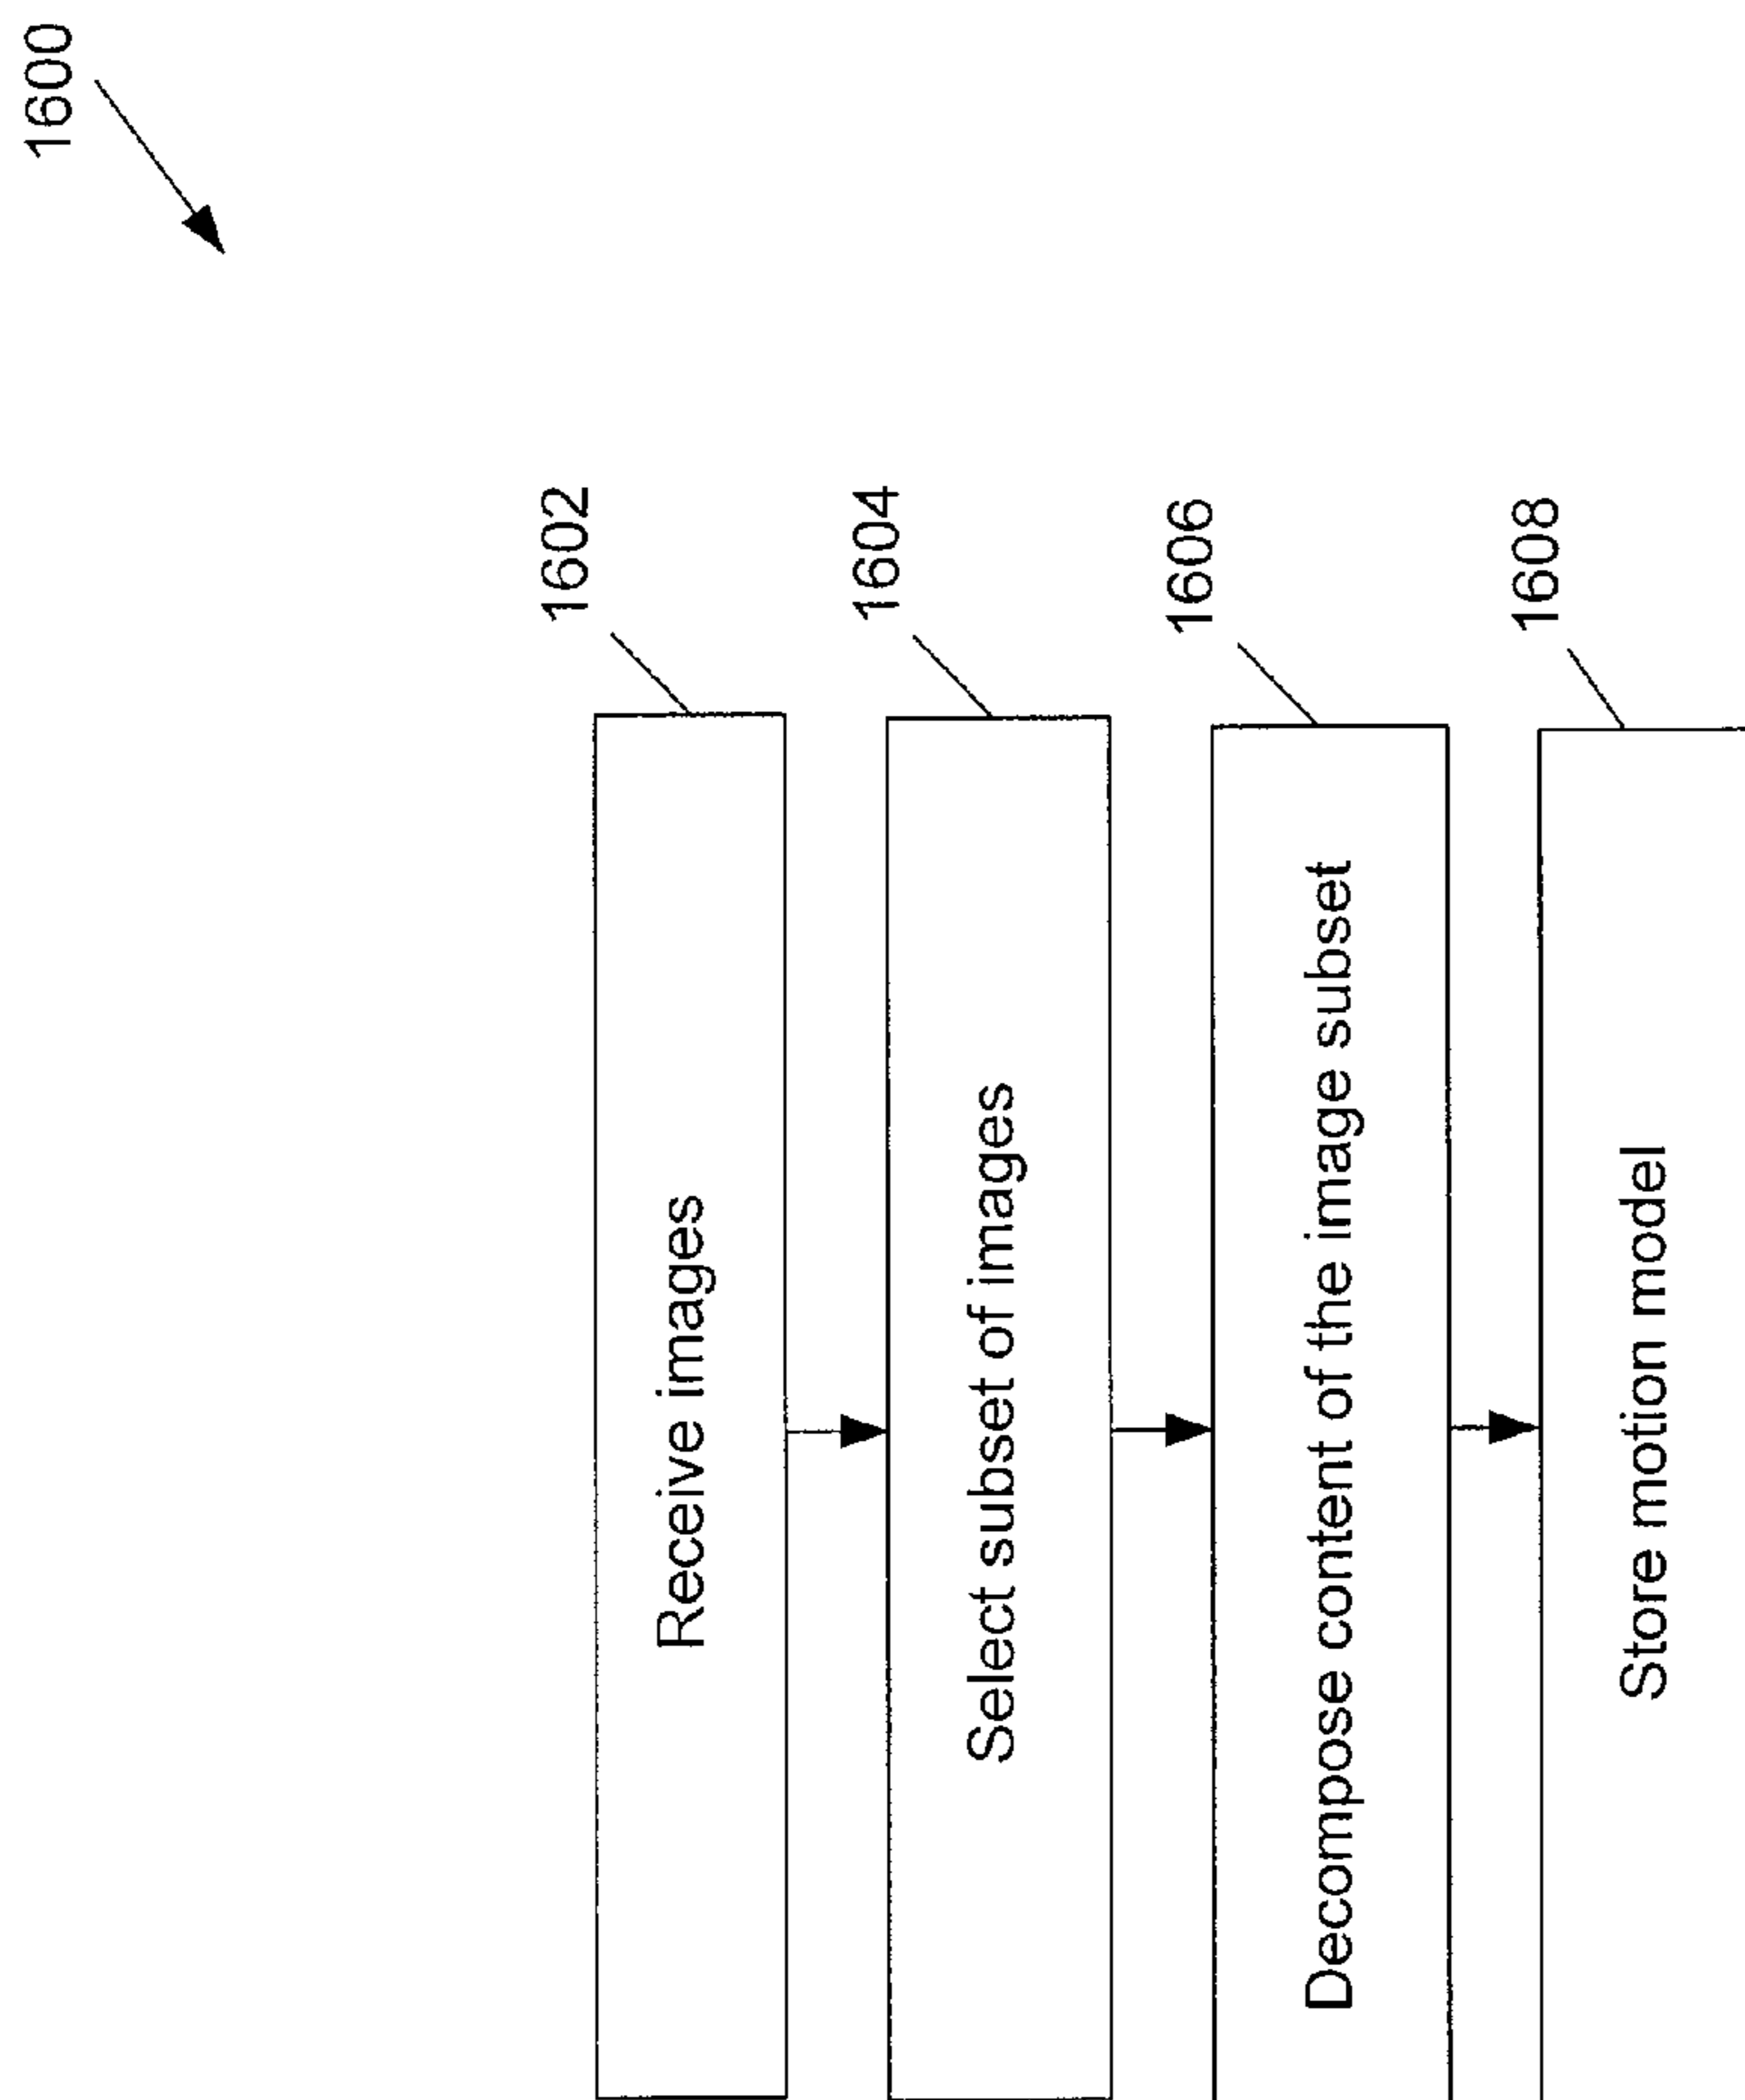 1600
1602
Receive images
1604
Select subset of images
1606
Decompose content of the image subset
1608
Store motion model